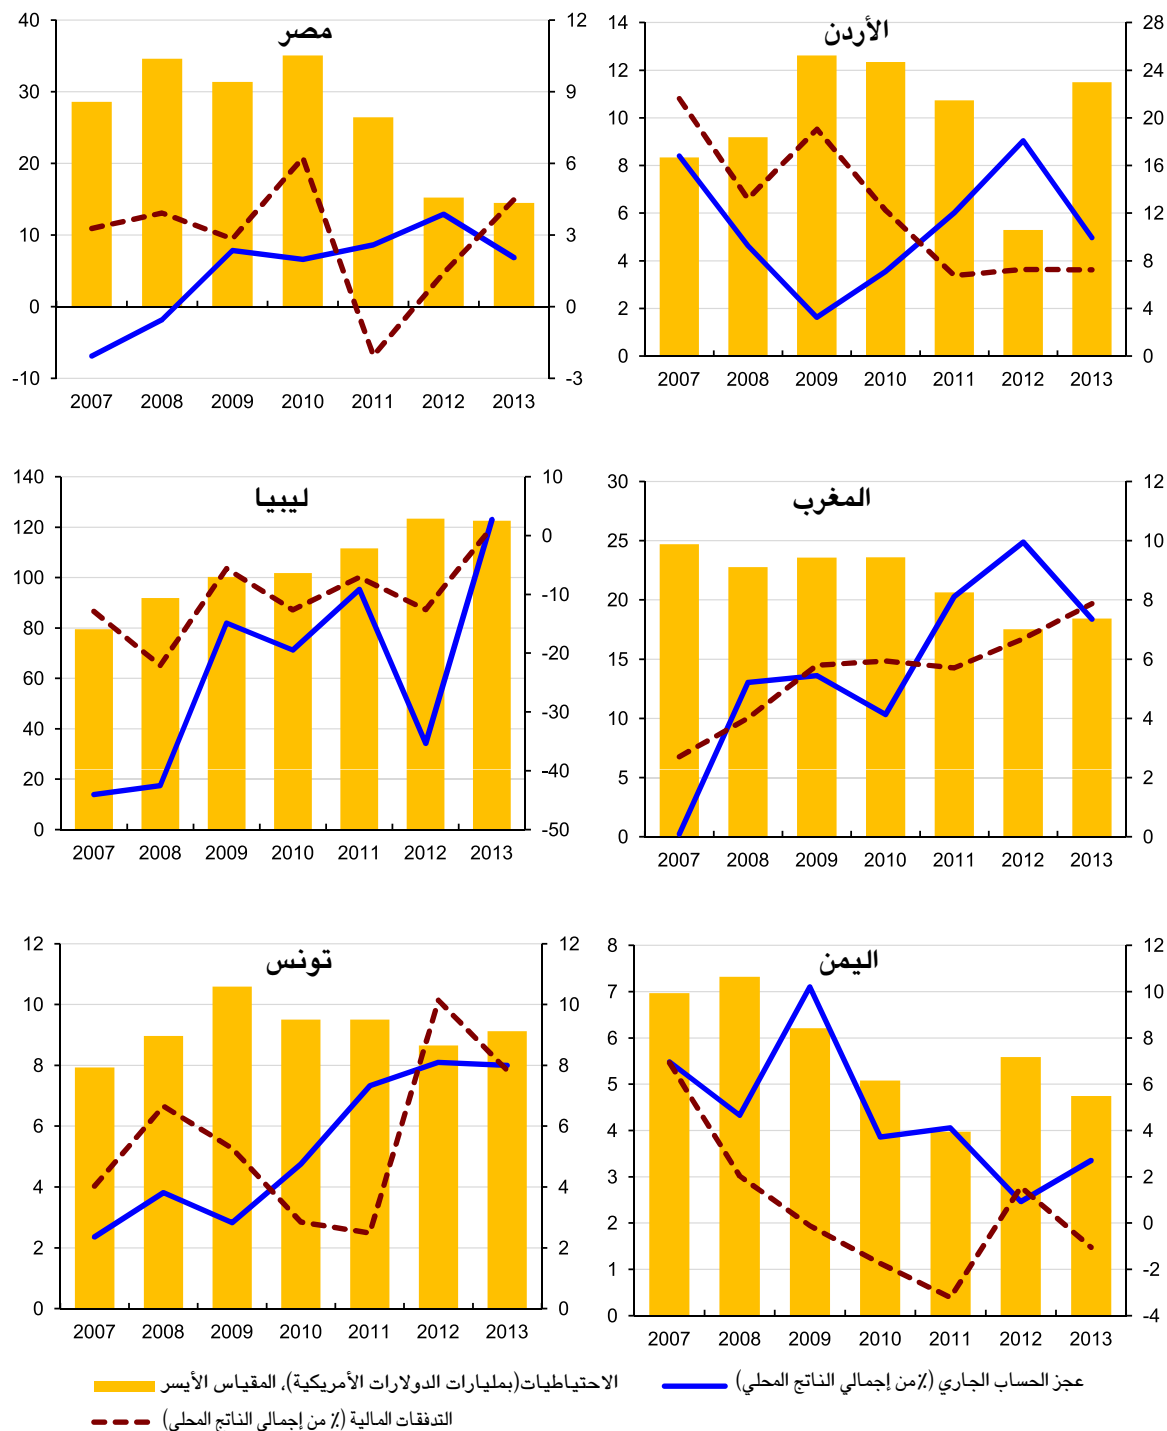 مصر
40 30 20 10 0 -10
12 9 6 3 0 -3
2007 2008 2009 2010 2011 2012 2013
الأردن
14 12 10 8 6 4 2 0
28 24 20 16 12 8 4 0
2007 2008 2009 2010 2011 2012 2013
ليبيا
140 120 100 80 60 40 20 0
10 0 -10 -20 -30 -40 -50
2007 2008 2009 2010 2011 2012 2013
المغرب
30 25 20 15 10 5 0
12 10 8 6 4 2 0
2007 2008 2009 2010 2011 2012 2013
تونس
12 10 8 6 4 2 0
12 10 8 6 4 2 0
2007 2008 2009 2010 2011 2012 2013
اليمن
8 7 6 5 4 3 2 1 0
12 10 8 6 4 2 0 -2 -4
2007 2008 2009 2010 2011 2012 2013
عجز الحساب الجاري (٪ من إجمالي الناتج المحلي)
الاحتياطيات (بمليارات الدولارات الأمريكية)، المقياس الأيسر
التدفقات المالية (٪ من إجمالي الناتج المحلي)